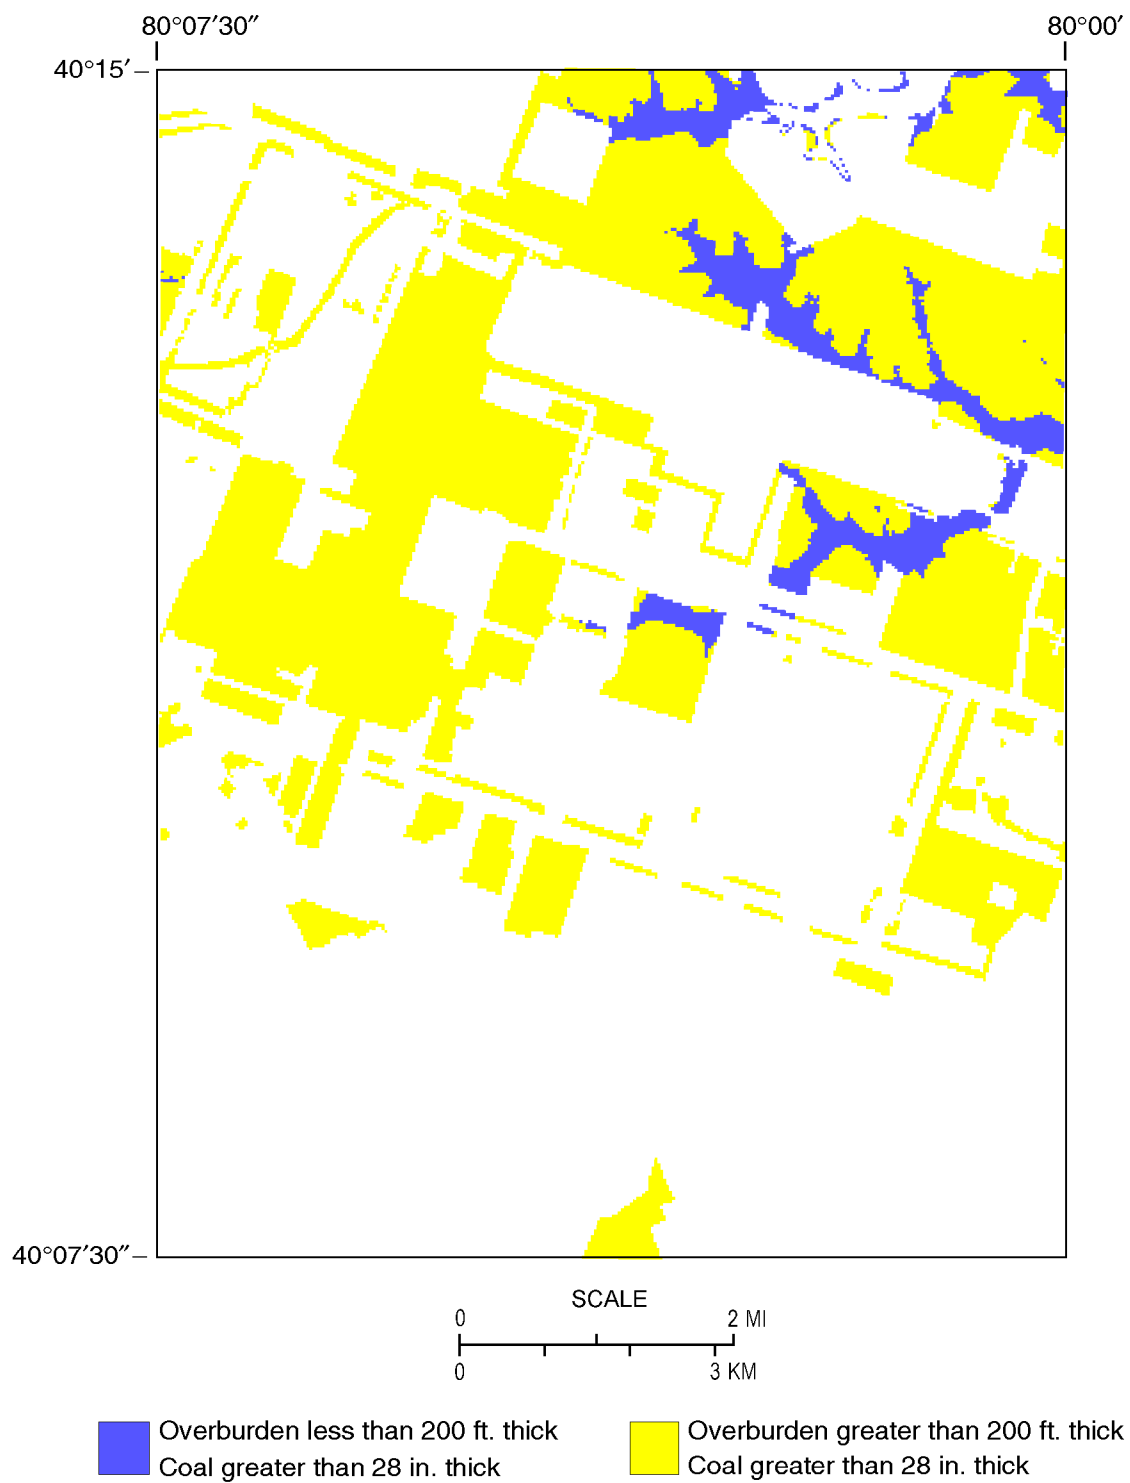 80°07′30″ 80°00′
40°15′
40°07′30″
SCALE
0 2 MI
0 3 KM
Overburden less than 200 ft. thick
Coal greater than 28 in. thick
Overburden greater than 200 ft. thick
Coal greater than 28 in. thick